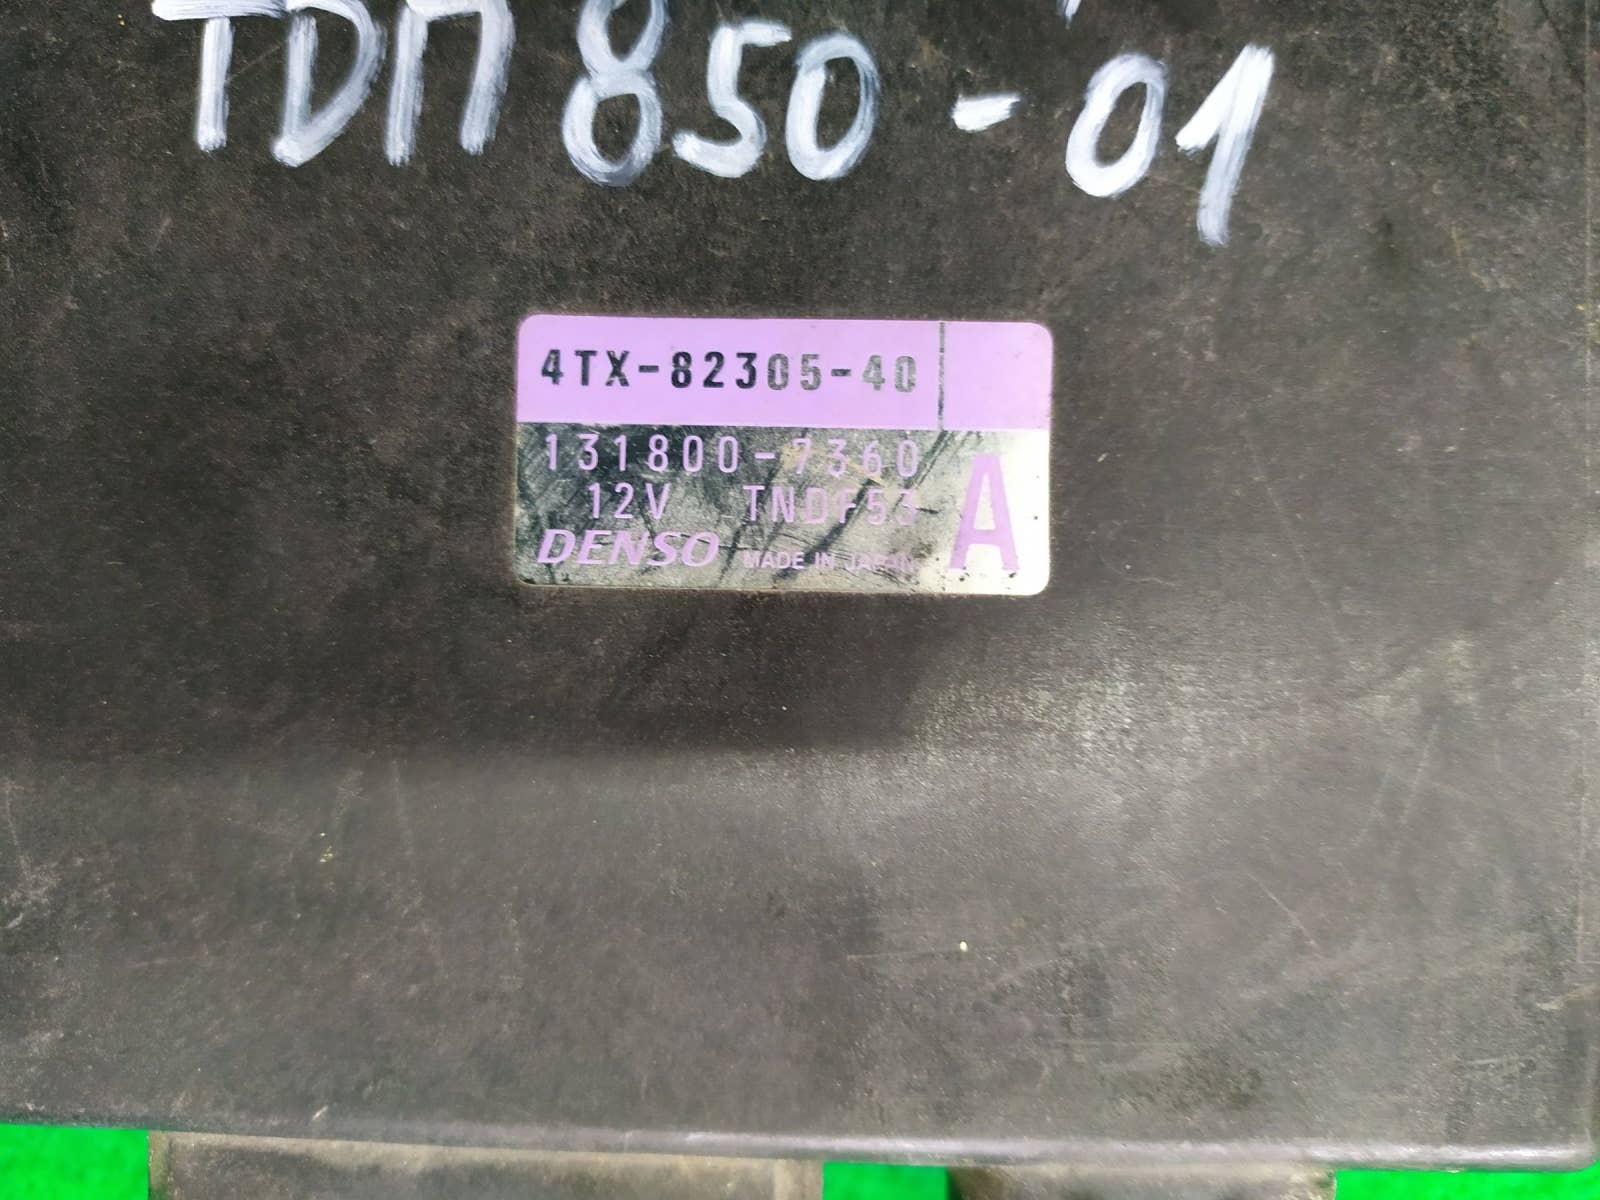 TDM 850-01
4TX-82305-40
131800-7360
12V TNDF53
DENSO MADE IN JAPAN
A